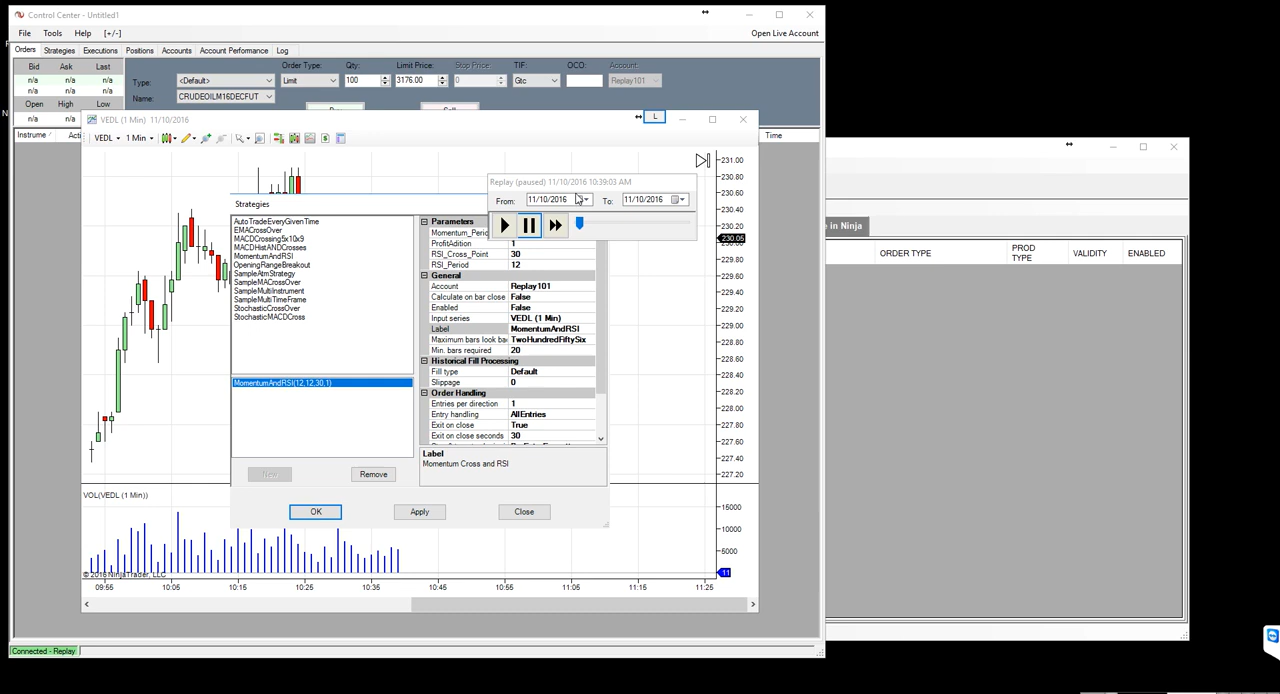 Control Center - Untitled1
File Tools Help [+/-] Open Live Account
Orders Strategies Executions Positions Accounts Account Performance Log
Bid Ask Last
n/a n/a n/a
n/a n/a n/a
Open High Low
n/a n/a n/a
Order Type: Qty: Limit Price: Stop Price: TIF: OCO: Account:
Type: <Default> Limit 100 3176.00 0 Gtc Replay101
Name: CRUDEOILM16DECFUT
Instrume Time
VEDL (1 Min) 11/10/2016 L
VEDL 1 Min
Replay (paused) 11/10/2016 10:39:03 AM
From: 11/10/2016 To: 11/10/2016
Strategies
AutoTradeEveryGivenTime
EMACrossOver
MACDCrossing5x10x9
MACDHistANDCrosses
MomentumAndRSI
OpeningRangeBreakout
SampleAtmStrategy
SampleMACrossOver
SampleMultiInstrument
SampleMultiTimeFrame
StochasticCrossOver
StochasticMACDCross
MomentumAndRSI(12,12,30,1)
New Remove
OK Apply Close
Parameters
Momentum_Peri
ProfitAdition 1
RSI_Cross_Point 30
RSI_Period 12
General
Account Replay101
Calculate on bar close False
Enabled False
Input series VEDL (1 Min)
Label MomentumAndRSI
Maximum bars look ba TwoHundredFiftySix
Min. bars required 20
Historical Fill Processing
Fill type Default
Slippage 0
Order Handling
Entries per direction 1
Entry handling AllEntries
Exit on close True
Exit on close seconds 30
Label
Momentum Cross and RSI
231.00
230.60
230.40
230.20
230.05
229.80
229.60
229.40
229.20
229.00
228.80
228.60
228.40
228.20
228.00
227.80
227.60
227.40
227.20
VOL(VEDL (1 Min))
15000
10000
5000
11
© 2016 NinjaTrader, LLC
09:55 10:05 10:15 10:25 10:35 10:45 10:55 11:05 11:15 11:25
Connected - Replay
e in Ninja
ORDER TYPE PROD TYPE VALIDITY ENABLED